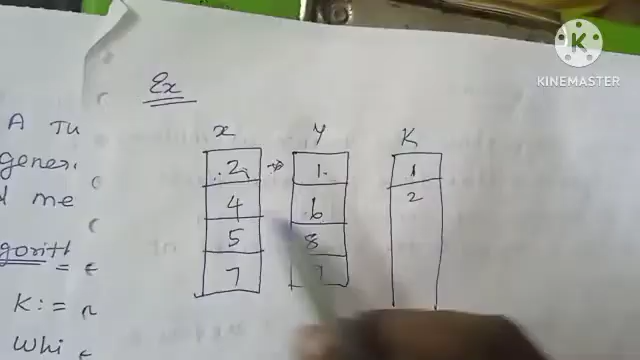 Ex
x Y K
2 → 1 1
4 6 2
5 8
7
A Tu
gener
me
gorith
K :=
Whi
K
KINEMASTER